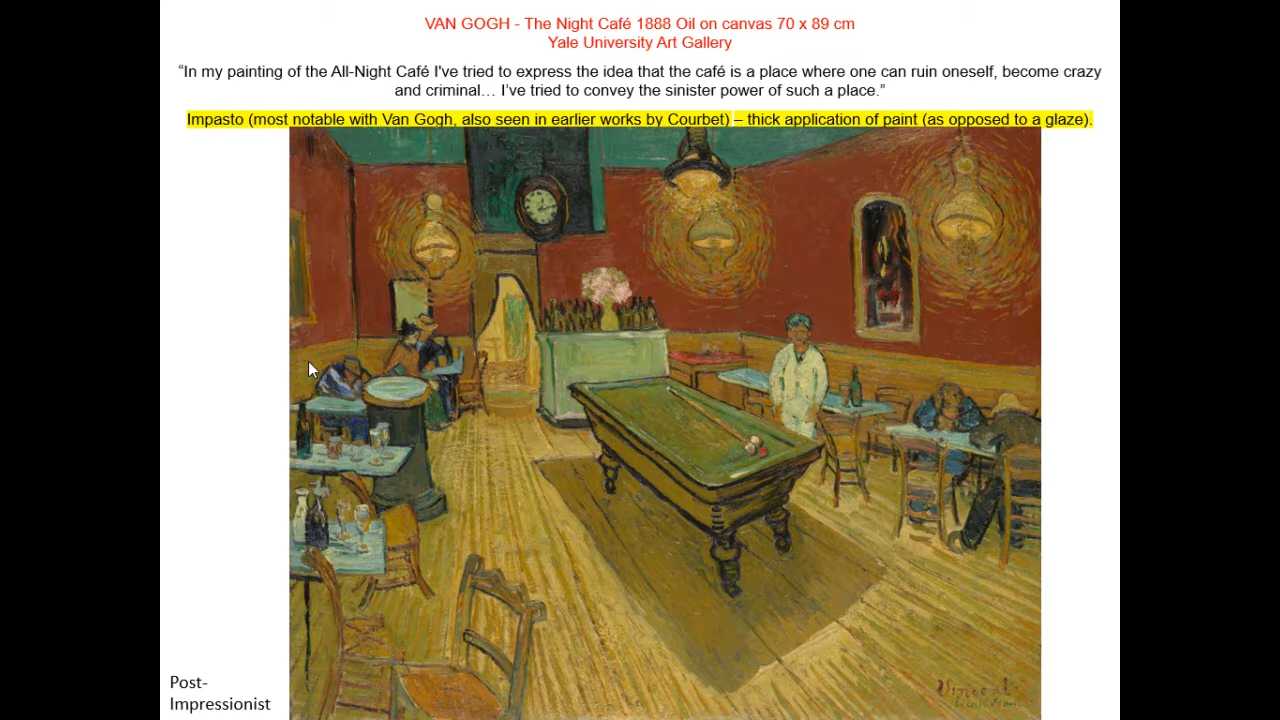 VAN GOGH - The Night Café 1888 Oil on canvas 70 x 89 cm
Yale University Art Gallery
“In my painting of the All-Night Café I've tried to express the idea that the café is a place where one can ruin oneself, become crazy
and criminal… I’ve tried to convey the sinister power of such a place.”
Impasto (most notable with Van Gogh, also seen in earlier works by Courbet) – thick application of paint (as opposed to a glaze).
Vincent
Post-
Impressionist